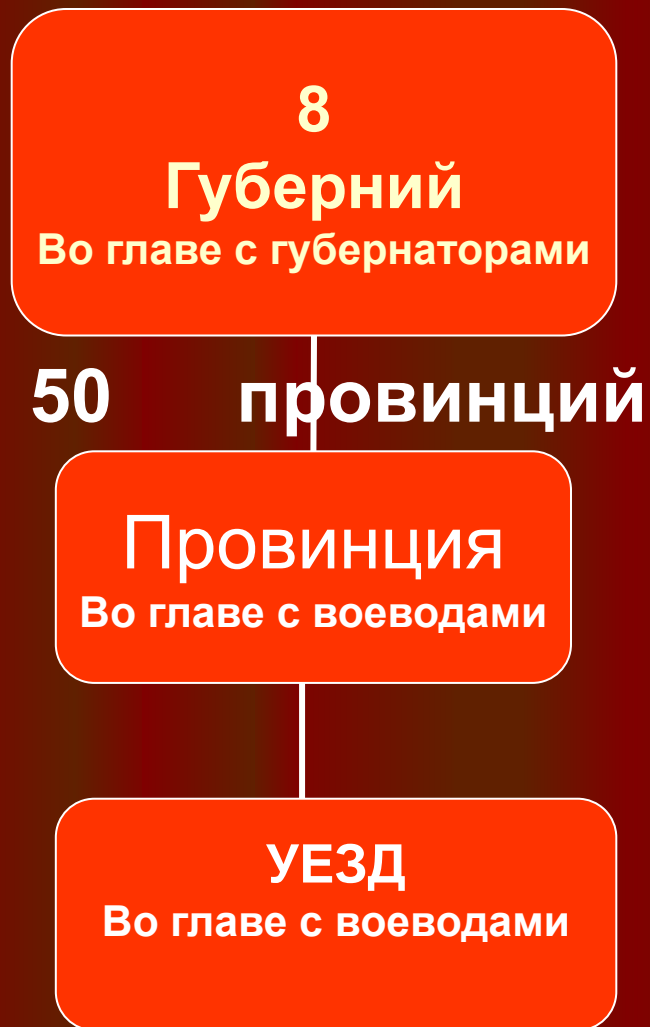 8
Губерний
Во главе с губернаторами
50 провинций
Провинция
Во главе с воеводами
УЕЗД
Во главе с воеводами